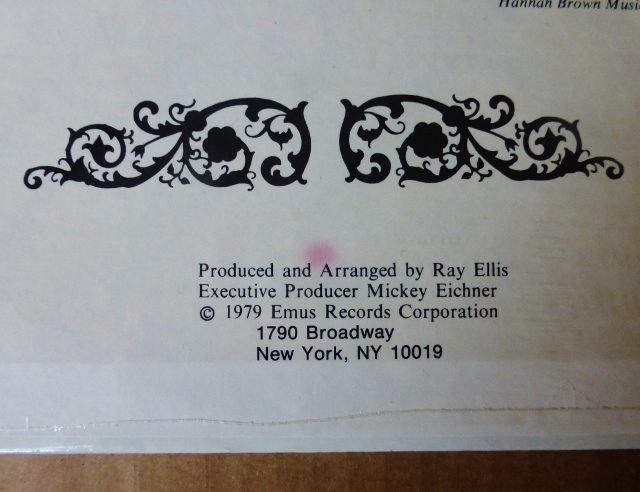 Hannah Brown Music
Produced and Arranged by Ray Ellis
Executive Producer Mickey Eichner
© 1979 Emus Records Corporation
1790 Broadway
New York, NY 10019